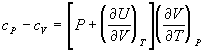 c_P − c_V = [P + (∂U/∂V)_T] (∂V/∂T)_P